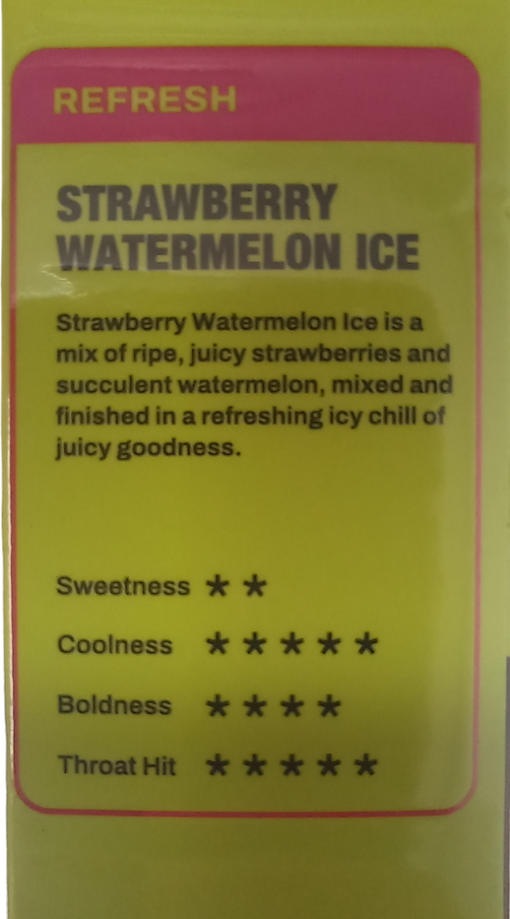 REFRESH
STRAWBERRY
WATERMELON ICE
Strawberry Watermelon Ice is a
mix of ripe, juicy strawberries and
succulent watermelon, mixed and
finished in a refreshing icy chill of
juicy goodness.
Sweetness * *
Coolness * * * * *
Boldness * * * *
Throat Hit * * * * *